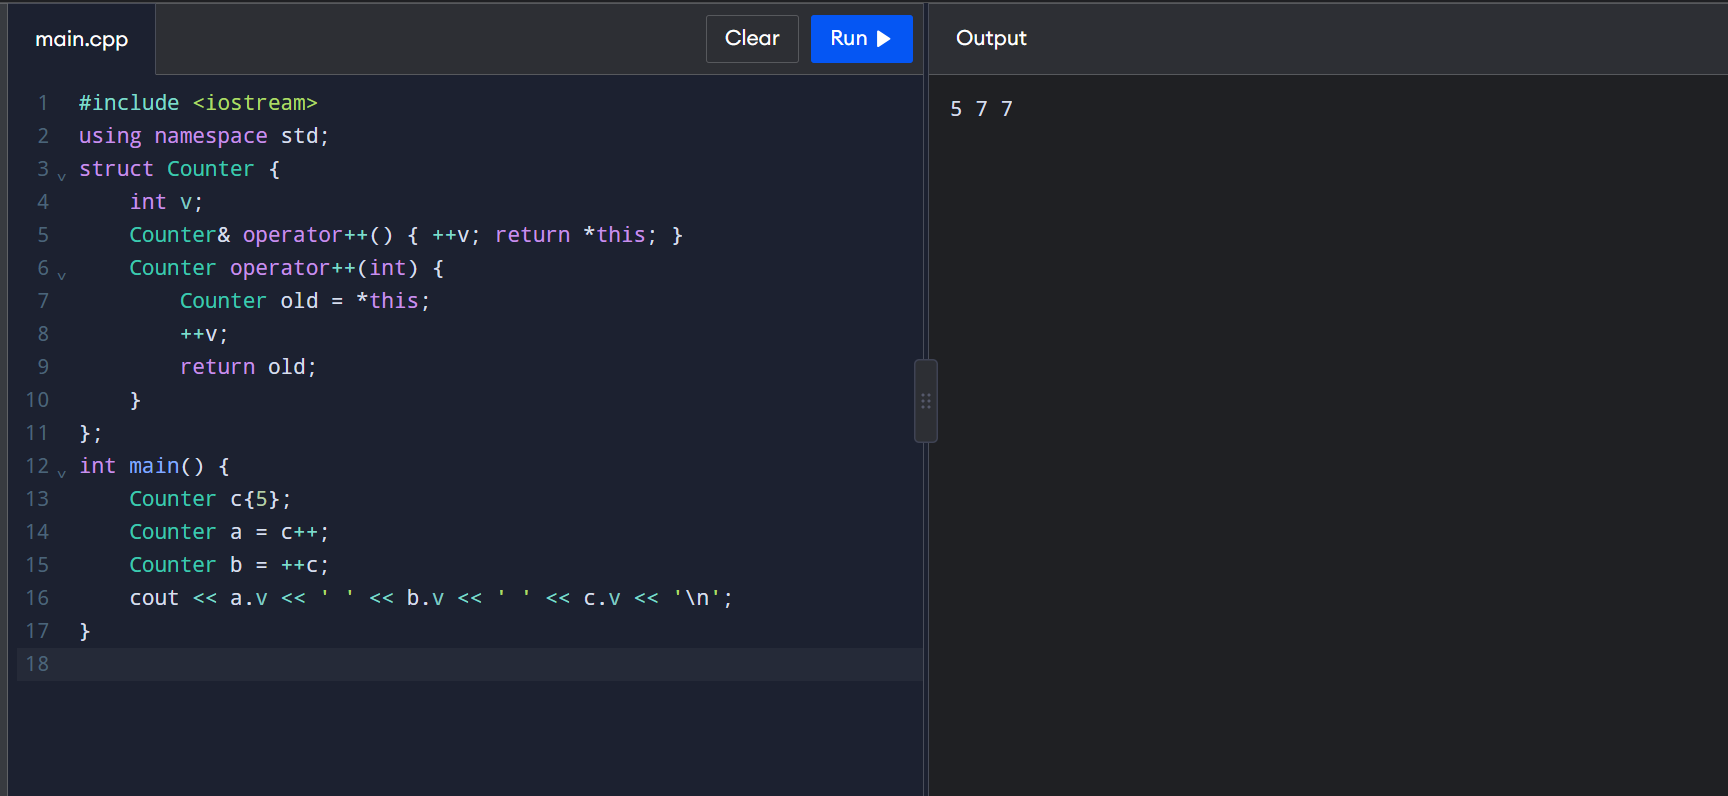 main.cpp
Clear
Run
Output
1 #include <iostream>
2 using namespace std;
3 struct Counter {
4     int v;
5     Counter& operator++() { ++v; return *this; }
6     Counter operator++(int) {
7         Counter old = *this;
8         ++v;
9         return old;
10     }
11 };
12 int main() {
13     Counter c{5};
14     Counter a = c++;
15     Counter b = ++c;
16     cout << a.v << ' ' << b.v << ' ' << c.v << '\n';
17 }
18
5 7 7